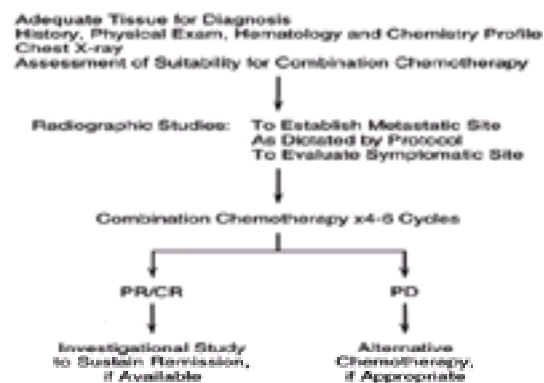 Adequate Tissue for Diagnosis
History, Physical Exam, Hematology and Chemistry Profile
Chest X-ray
Assessment of Suitability for Combination Chemotherapy
Radiographic Studies: To Establish Metastatic Site
As Dictated by Protocol
To Evaluate Symptomatic Site
Combination Chemotherapy x4-6 Cycles
PR/CR
PD
Investigational Study
to Sustain Remission,
if Available
Alternative
Chemotherapy,
if Appropriate